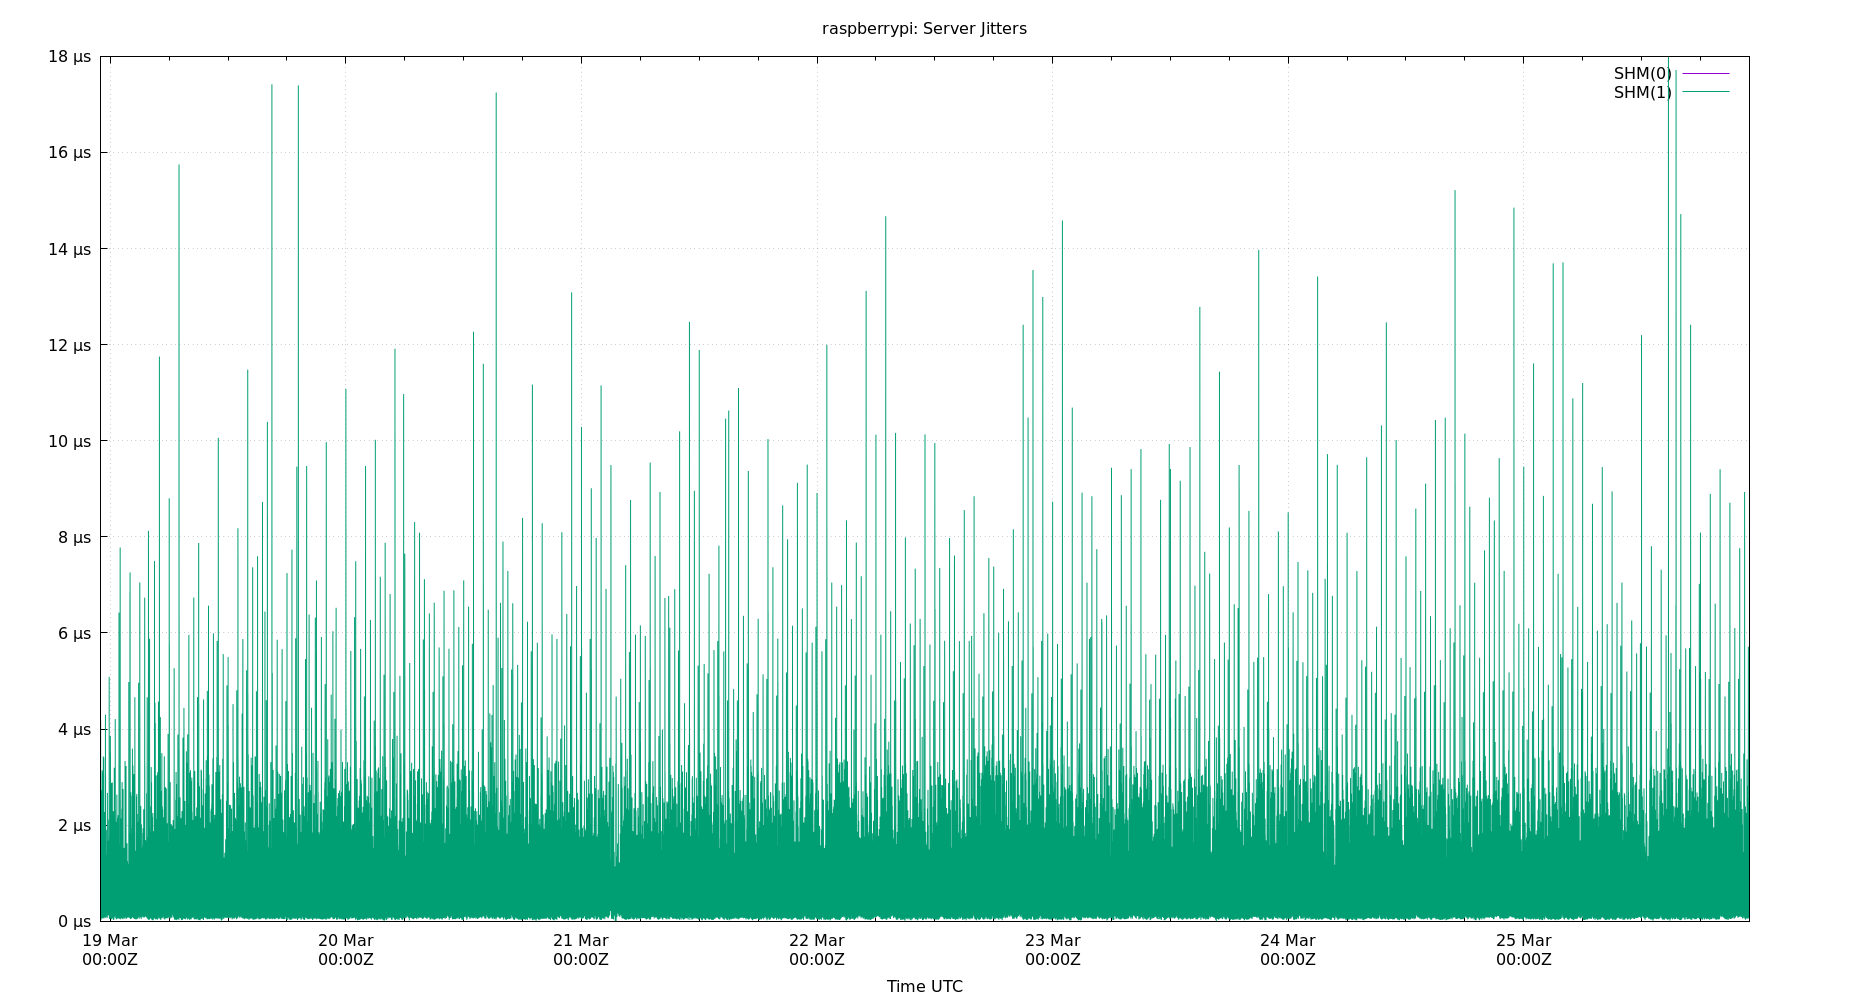 raspberrypi: Server Jitters
SHM(0)
SHM(1)
18 µs
16 µs
14 µs
12 µs
10 µs
8 µs
6 µs
4 µs
2 µs
0 µs
19 Mar 20 Mar 21 Mar 22 Mar 23 Mar 24 Mar 25 Mar
00:00Z 00:00Z 00:00Z 00:00Z 00:00Z 00:00Z 00:00Z
Time UTC